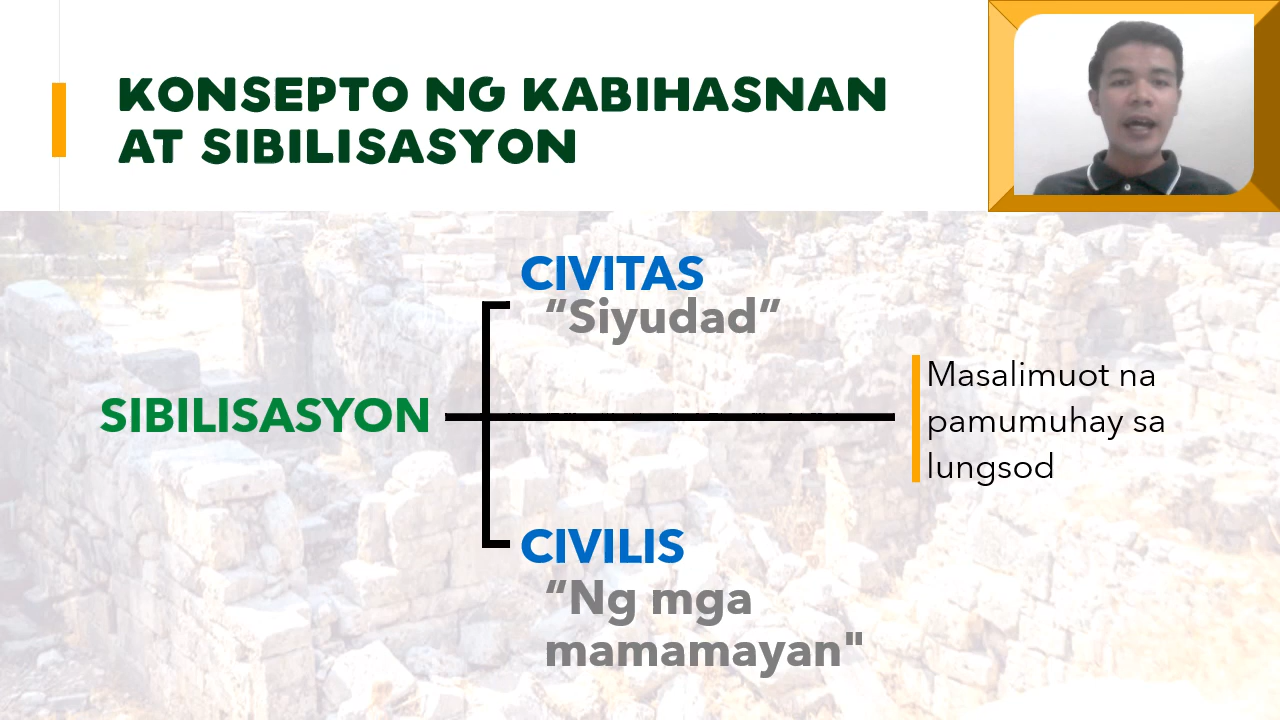 KONSEPTO NG KABIHASNAN
AT SIBILISASYON
CIVITAS
“Siyudad”
SIBILISASYON
Masalimuot na
pamumuhay sa
lungsod
CIVILIS
“Ng mga
mamamayan"